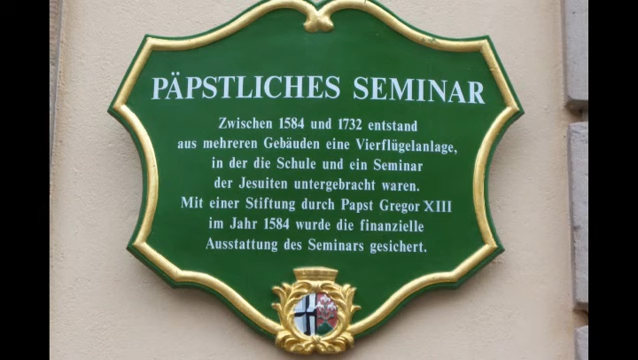 PÄPSTLICHES SEMINAR
Zwischen 1584 und 1732 entstand
aus mehreren Gebäuden eine Vierflügelanlage,
in der die Schule und ein Seminar
der Jesuiten untergebracht waren.
Mit einer Stiftung durch Papst Gregor XIII
im Jahr 1584 wurde die finanzielle
Ausstattung des Seminars gesichert.